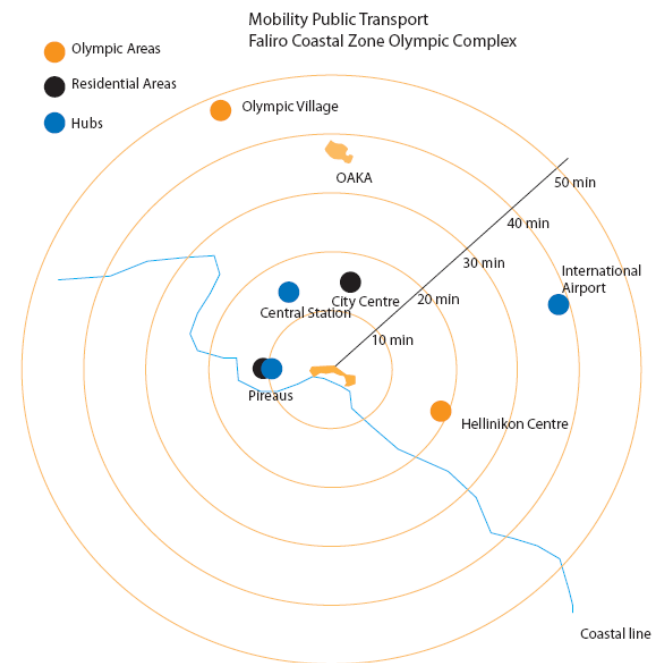 Mobility Public Transport
Faliro Coastal Zone Olympic Complex
Olympic Areas
Residential Areas
Hubs
Olympic Village
OAKA
50 min
40 min
30 min
20 min
10 min
International
Airport
City Centre
Central Station
Pireaus
Hellinikon Centre
Coastal line